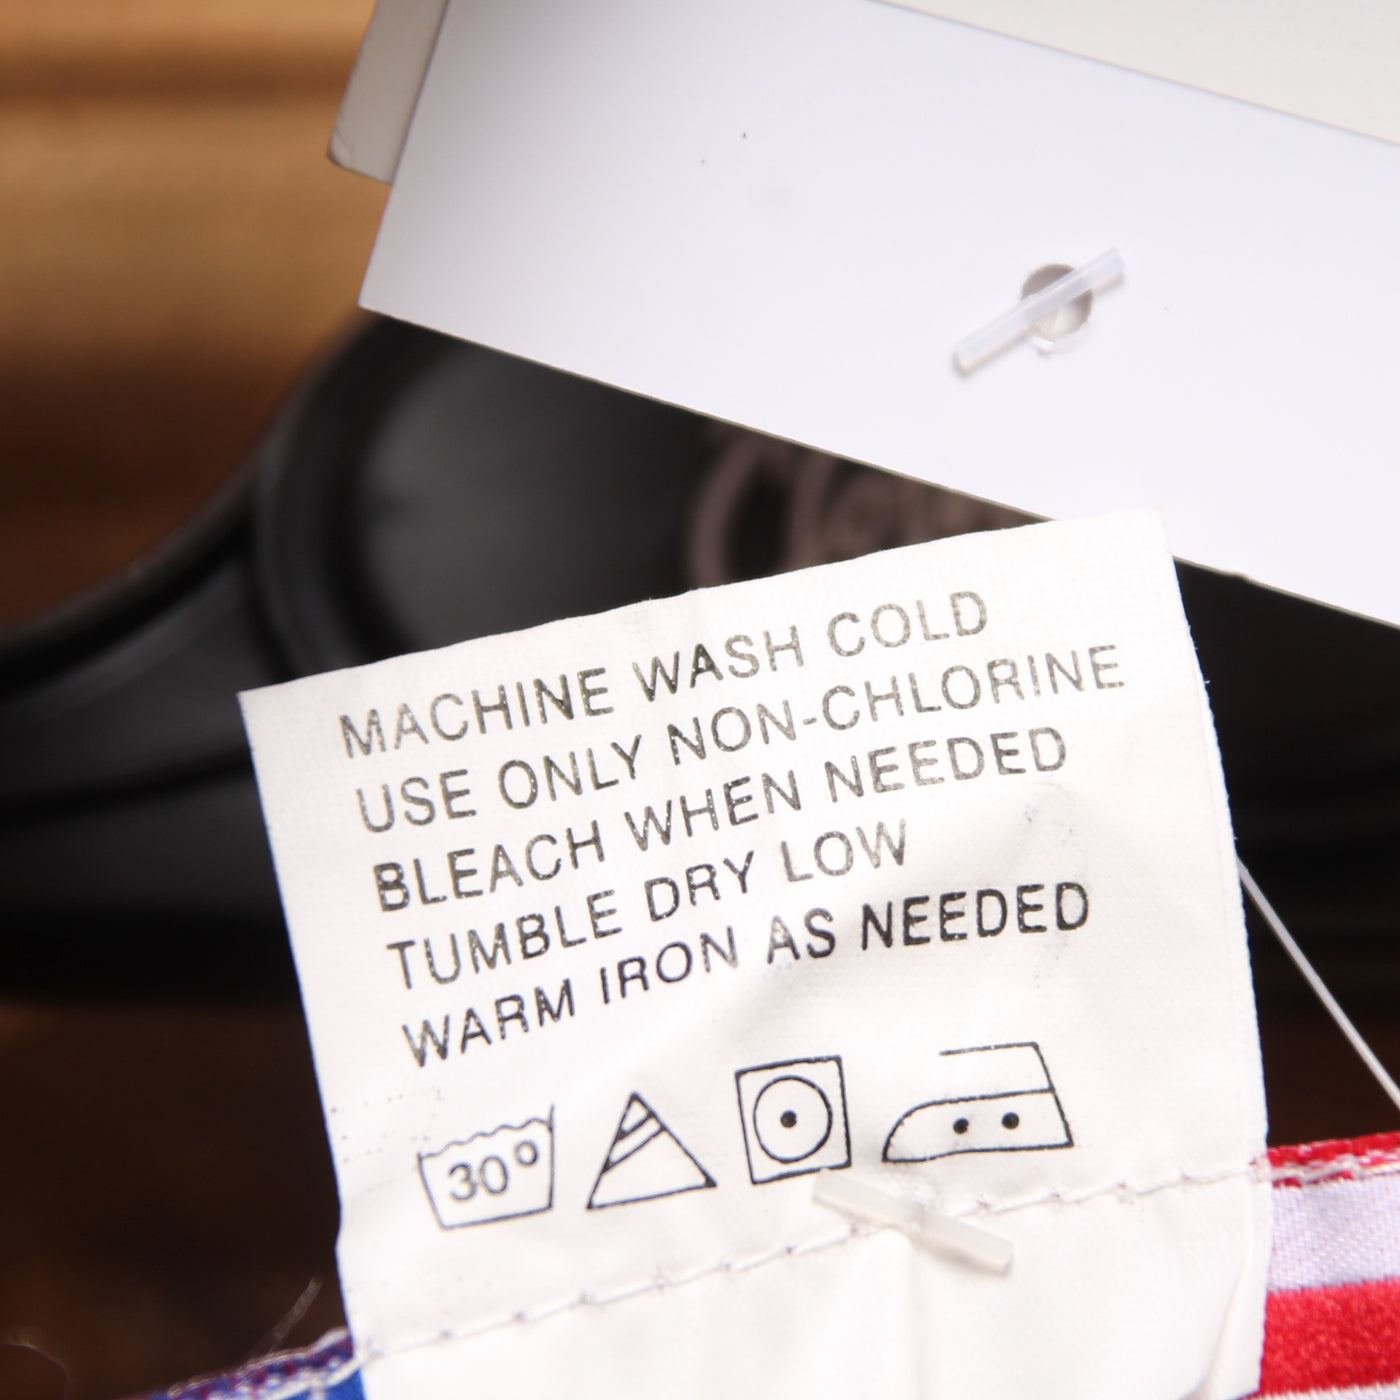 MACHINE WASH COLD
USE ONLY NON-CHLORINE
BLEACH WHEN NEEDED
TUMBLE DRY LOW
WARM IRON AS NEEDED
30°